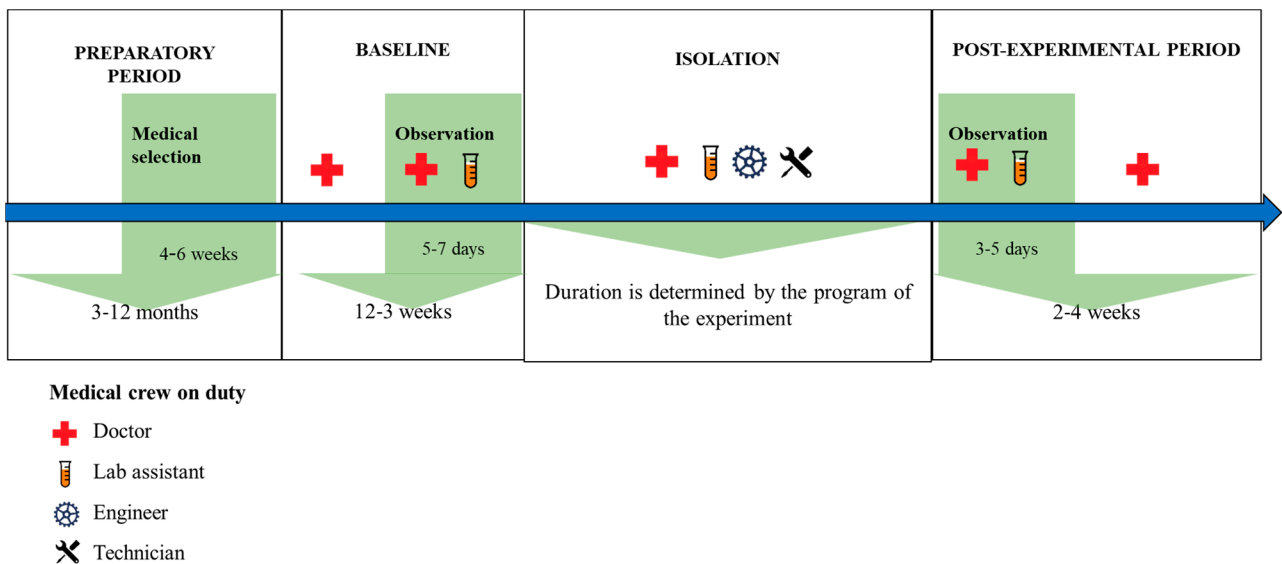 PREPARATORY
PERIOD
Medical
selection
4-6 weeks
3-12 months
BASELINE
Observation
5-7 days
12-3 weeks
ISOLATION
Duration is determined by the program of
the experiment
POST-EXPERIMENTAL PERIOD
Observation
3-5 days
2-4 weeks
Medical crew on duty
Doctor
Lab assistant
Engineer
Technician